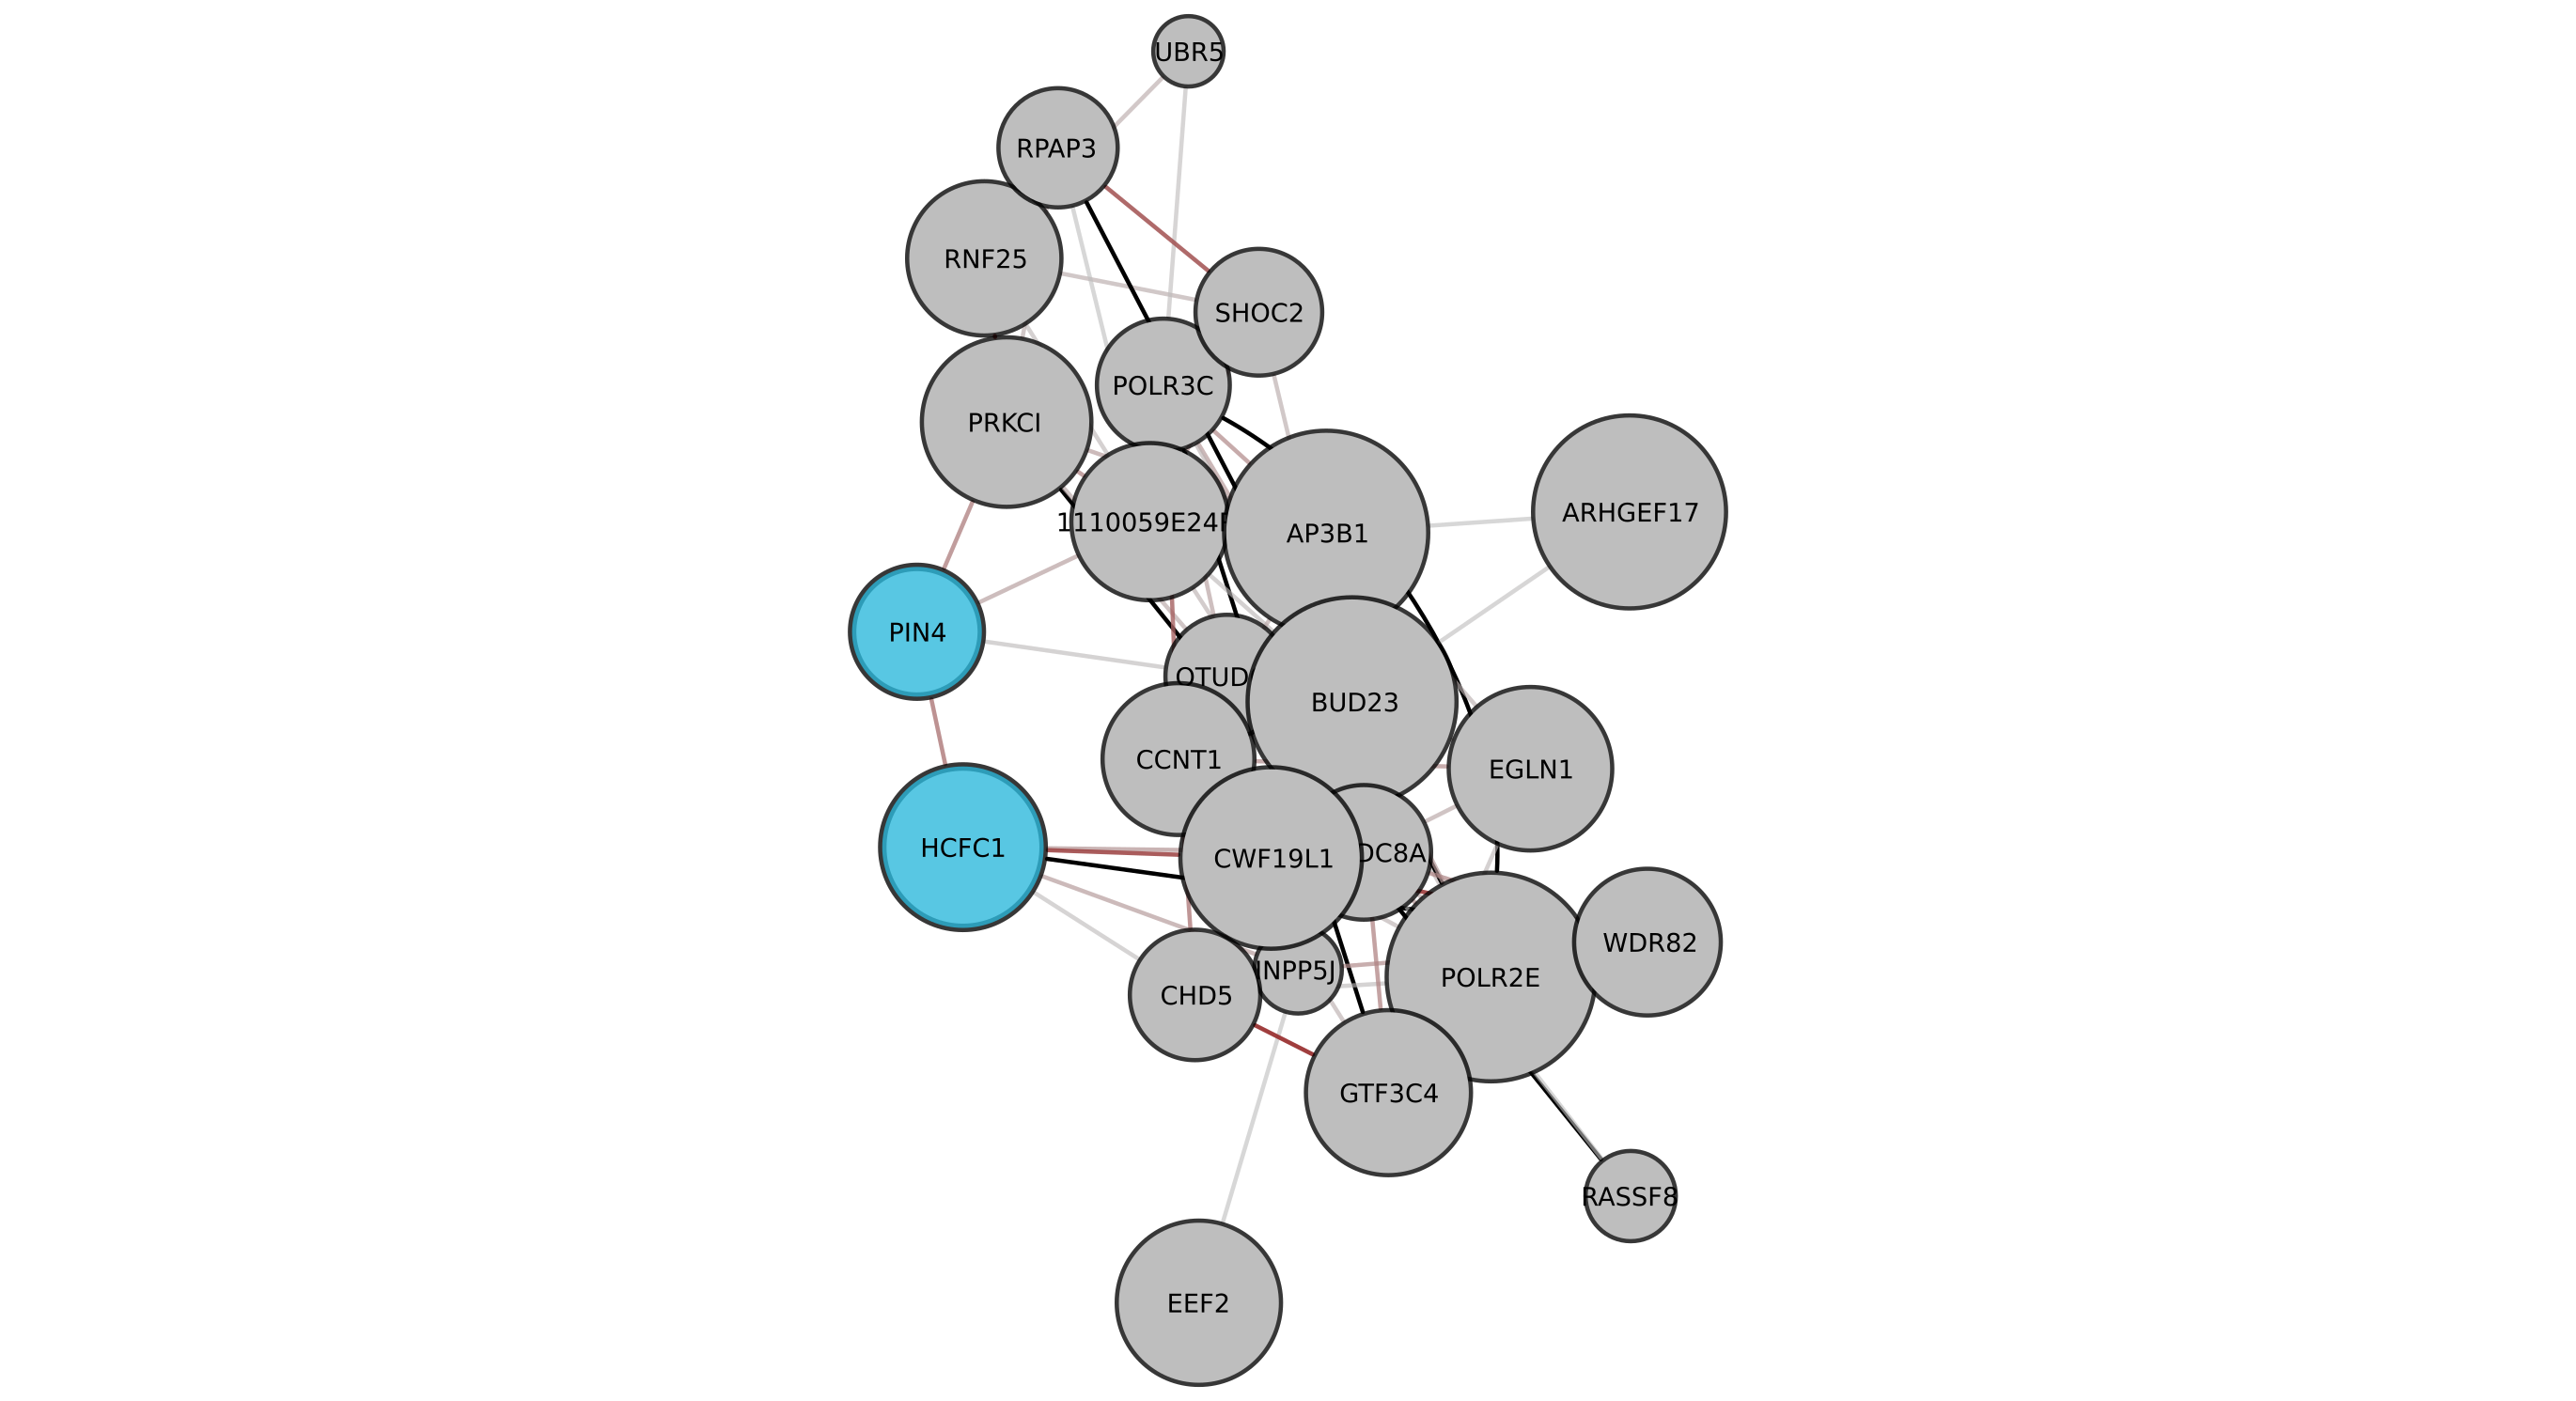 UBR5
RPAP3
RNF25
SHOC2
POLR3C
PRKCI
ARHGEF17
1110059E24
AP3B1
PIN4
OTUD
BUD23
CCNT1
EGLN1
HCFC1
CWF19L1
DC8A
WDR82
INPP5J
POLR2E
CHD5
GTF3C4
RASSF8
EEF2